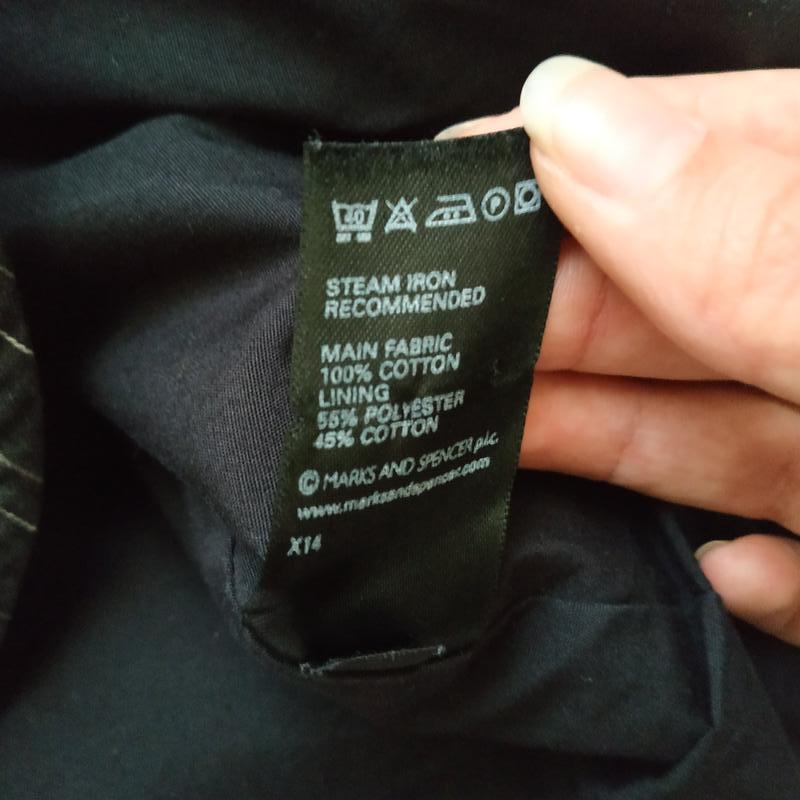 40
P
STEAM IRON
RECOMMENDED
MAIN FABRIC
100% COTTON
LINING
55% POLYESTER
45% COTTON
© MARKS AND SPENCER p.l.c.
www.marksandspencer.com
X14